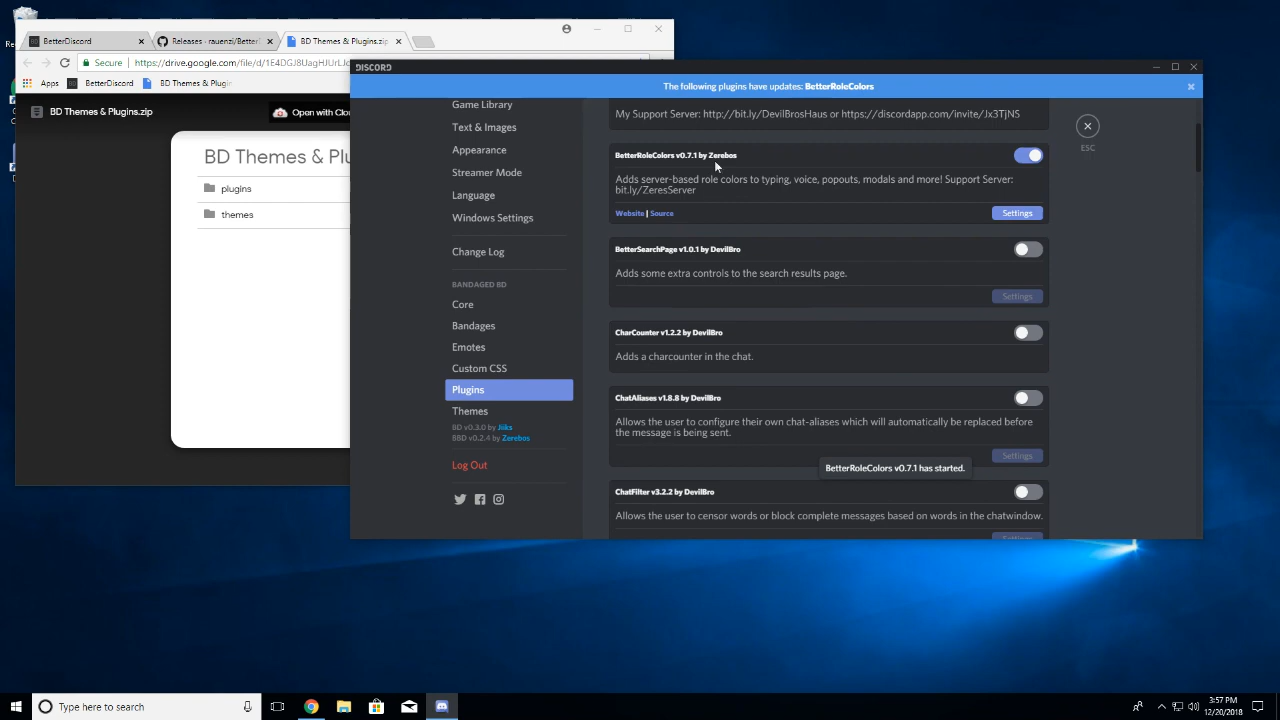 BetterDiscord
Releases · rauenzi/Better
BD Themes & Plugins.zip
Secure
https://drive.google.com/file/d/1E4DGJ8UagHJUrIJc
Apps
BetterDiscord
BD Themes & Plugin:
BD Themes & Plugins.zip
Open with Clou
BD Themes & Plu
plugins
themes
DISCORD
The following plugins have updates: BetterRoleColors
Game Library
Text & Images
Appearance
Streamer Mode
Language
Windows Settings
Change Log
BANDAGED BD
Core
Bandages
Emotes
Custom CSS
Plugins
Themes
BD v0.3.0 by Jiiks
BBD v0.2.4 by Zerebos
Log Out
My Support Server: http://bit.ly/DevilBrosHaus or https://discordapp.com/invite/Jx3TjNS
BetterRoleColors v0.7.1 by Zerebos
Adds server-based role colors to typing, voice, popouts, modals and more! Support Server:
bit.ly/ZeresServer
Website | Source
Settings
BetterSearchPage v1.0.1 by DevilBro
Adds some extra controls to the search results page.
Settings
CharCounter v1.2.2 by DevilBro
Adds a charcounter in the chat.
ChatAliases v1.8.8 by DevilBro
Allows the user to configure their own chat-aliases which will automatically be replaced before
the message is being sent.
Settings
BetterRoleColors v0.7.1 has started.
ChatFilter v3.2.2 by DevilBro
Allows the user to censor words or block complete messages based on words in the chatwindow.
Settings
ESC
Type here to search
3:57 PM
12/20/2018